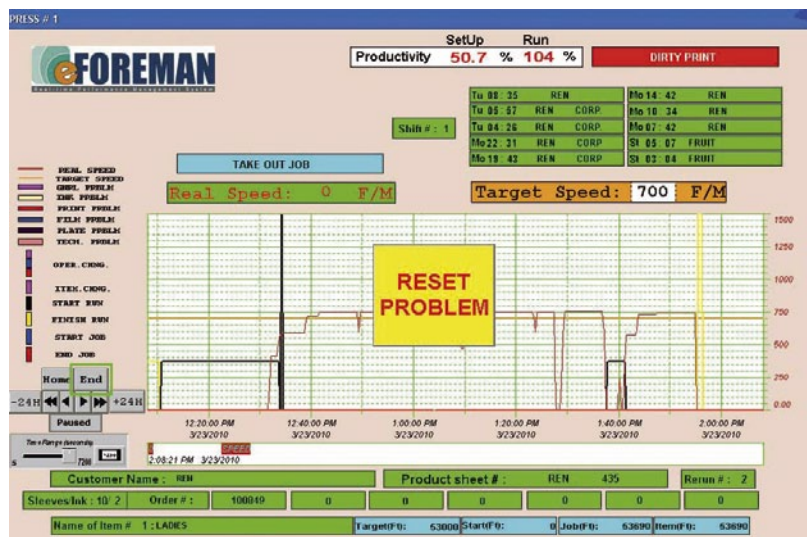 PRESS # 1
SetUp Run
Productivity 50.7 % 104 %
DIRTY PRINT
eFOREMAN
Real-time Performance Management System
Shift # : 1
Tu 08 : 35 REN
Tu 05 : 57 REN CORP
Tu 04 : 26 REN CORP
Mo 22 : 31 REN CORP
Mo 19 : 43 REN CORP
Mo 14 : 42 REN
Mo 10 : 34 REN
Mo 07 : 42 REN
St 05 : 07 FRUIT
St 03 : 04 FRUIT
TAKE OUT JOB
Real Speed: 0 F/M
Target Speed: 700 F/M
REAL SPEED
TARGET SPEED
GNRL PRBLM
INK PRBLM
PRINT PRBLM
FILM PRBLM
PLATE PRBLM
TECH. PRBLM
OPER.CHNG.
ITEM.CHNG.
START RUN
FINISH RUN
START JOB
END JOB
RESET PROBLEM
1500
1250
1000
750
500
250
0.00
Home End
-24H +24H
Paused
12:20:00 PM 12:40:00 PM 1:00:00 PM 1:20:00 PM 1:40:00 PM 2:00:00 PM
3/23/2010 3/23/2010 3/23/2010 3/23/2010 3/23/2010 3/23/2010
SPEED
2:08:21 PM 3/23/2010
7200
Customer Name : REN Product sheet # : REN 435 Rerun # : 2
Sleeves/Ink : 10/ 2 Order # : 100849 0 0 0 0 0 0
Name of Item # 1 : LADIES Target(Ft): 53000 Start(Ft): 0 Job(Ft): 53690 Item(Ft): 53690